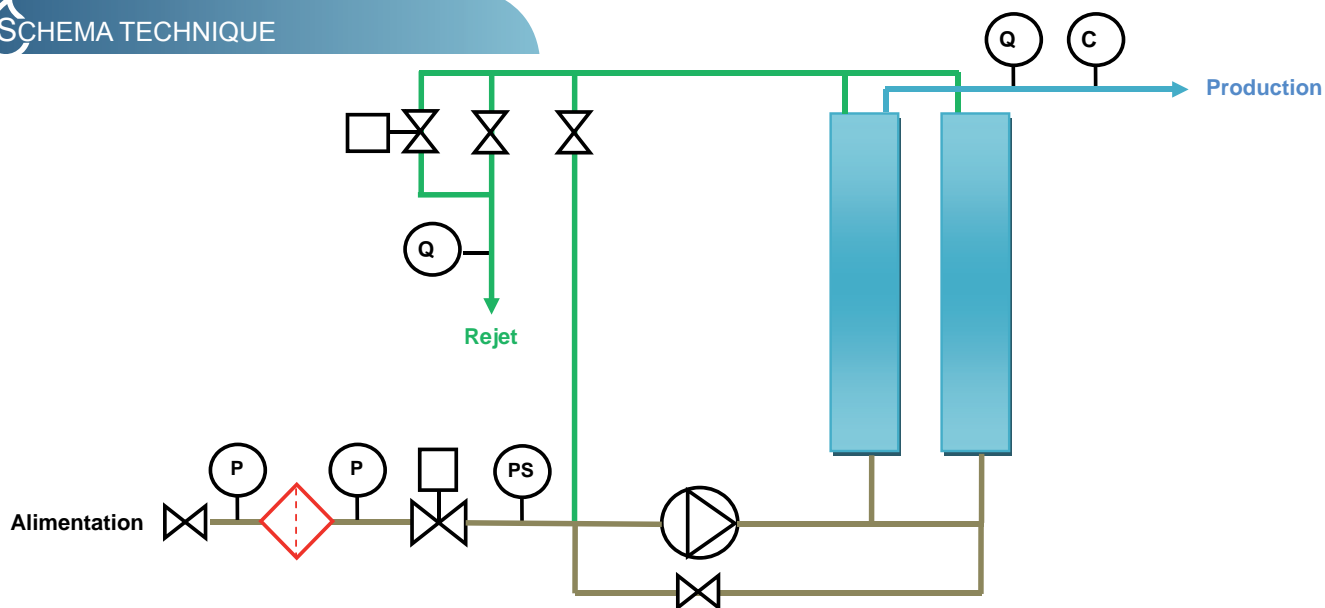 SCHEMA TECHNIQUE
Q C
Production
Q
Rejet
P P PS
Alimentation